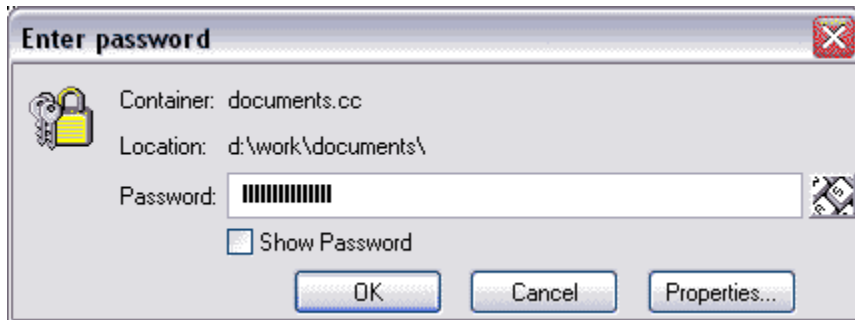 Enter password
Container: documents.cc
Location: d:\work\documents\
Password:
Show Password
OK Cancel Properties...